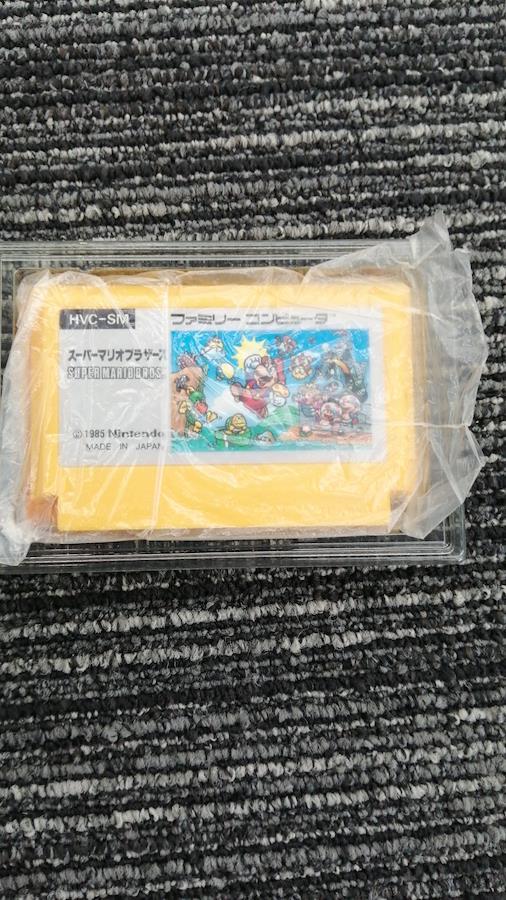 HVC-SM
ファミリー コンピュータ
スーパーマリオブラザーズ
SUPER MARIO BROS.
© 1985 Nintendo
MADE IN JAPAN